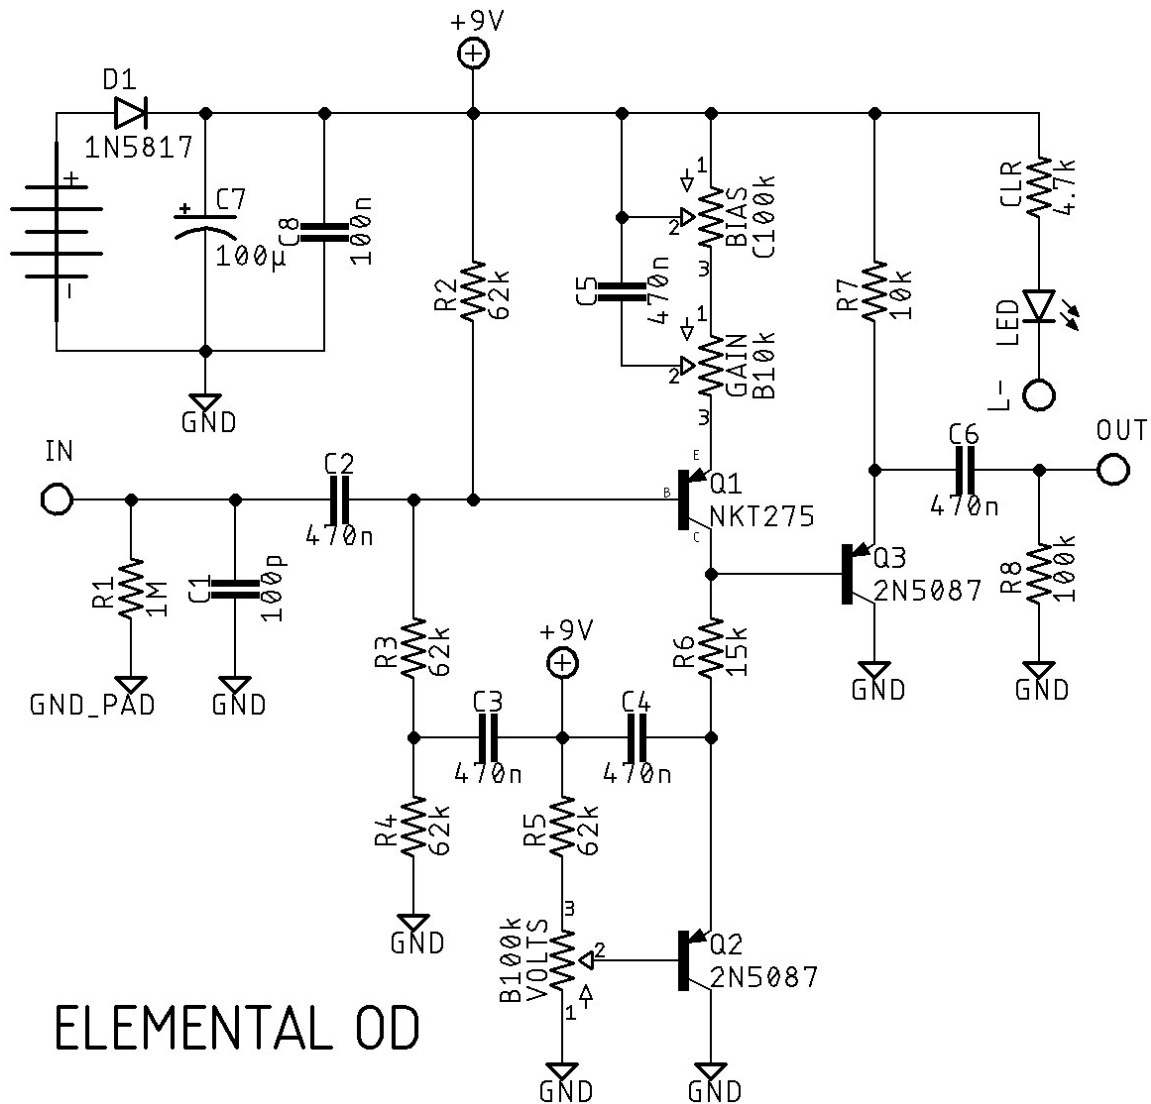 +9V
D1
1N5817
+
-
+
C7
100µ
C8
100n
R2
62k
C5
470n
1
2
3
BIAS
C100k
1
2
3
GAIN
B10k
R7
10k
CLR
4.7k
LED
L-
GND
IN
C2
470n
E
B
C
Q1
NKT275
C6
470n
OUT
R1
1M
C1
100p
GND_PAD
GND
R3
62k
+9V
R6
15k
Q3
2N5087
R8
100k
GND
GND
C3
470n
C4
470n
R4
62k
R5
62k
GND
3
2
1
B100k
VOLTS
Q2
2N5087
GND
GND
ELEMENTAL OD